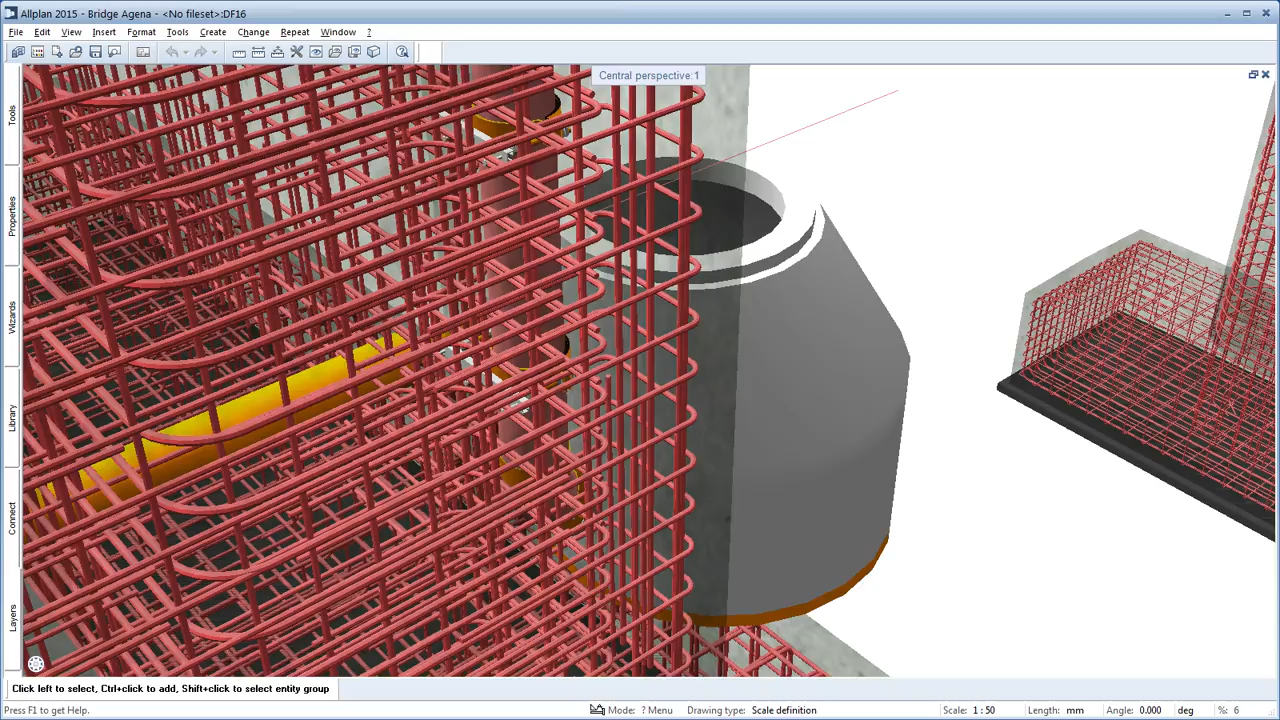 Allplan 2015 - Bridge Agena - <No fileset>:DF16
File Edit View Insert Format Tools Create Change Repeat Window ?
Central perspective:1
Tools
Properties
Wizards
Library
Connect
Layers
Click left to select, Ctrl+click to add, Shift+click to select entity group
Press F1 to get Help. Mode: ? Menu Drawing type: Scale definition Scale: 1 : 50 Length: mm Angle: 0.000 deg % 6